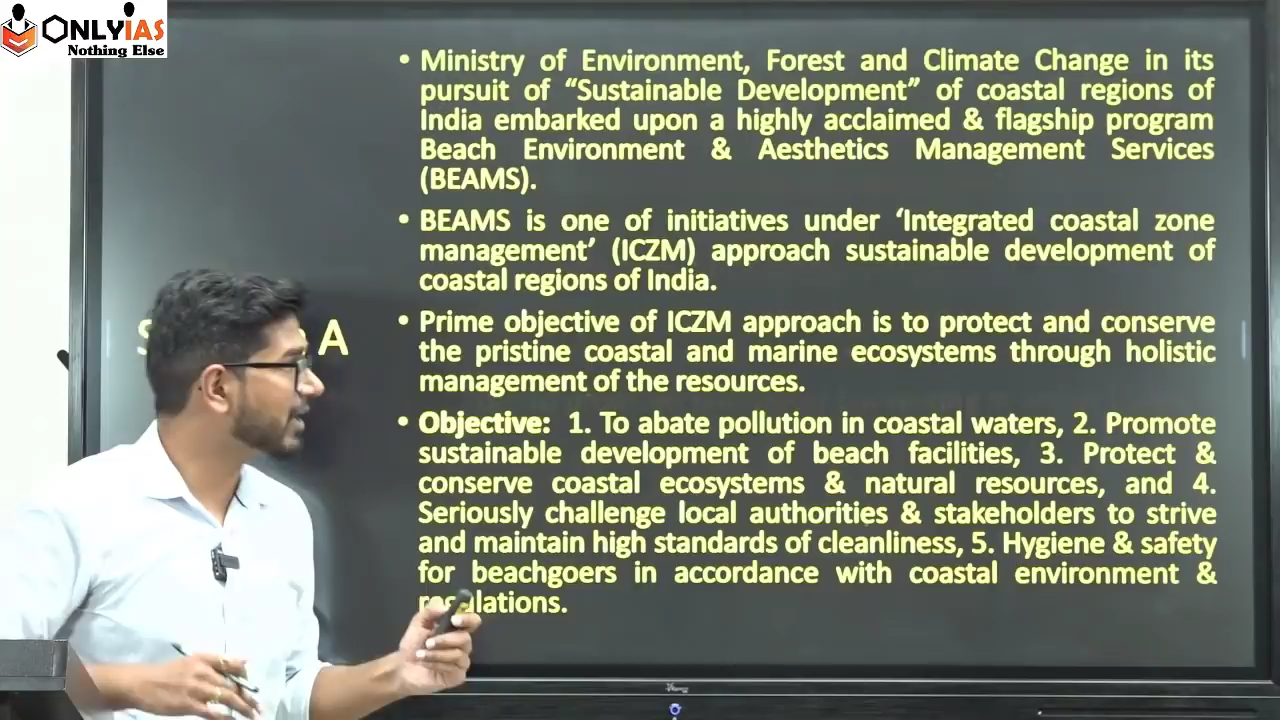 ONLYIAS
Nothing Else
• Ministry of Environment, Forest and Climate Change in its
pursuit of “Sustainable Development” of coastal regions of
India embarked upon a highly acclaimed & flagship program
Beach Environment & Aesthetics Management Services
(BEAMS).
• BEAMS is one of initiatives under ‘Integrated coastal zone
management’ (ICZM) approach sustainable development of
coastal regions of India.
A
• Prime objective of ICZM approach is to protect and conserve
the pristine coastal and marine ecosystems through holistic
management of the resources.
• Objective: 1. To abate pollution in coastal waters, 2. Promote
sustainable development of beach facilities, 3. Protect &
conserve coastal ecosystems & natural resources, and 4.
Seriously challenge local authorities & stakeholders to strive
and maintain high standards of cleanliness, 5. Hygiene & safety
for beachgoers in accordance with coastal environment &
regulations.